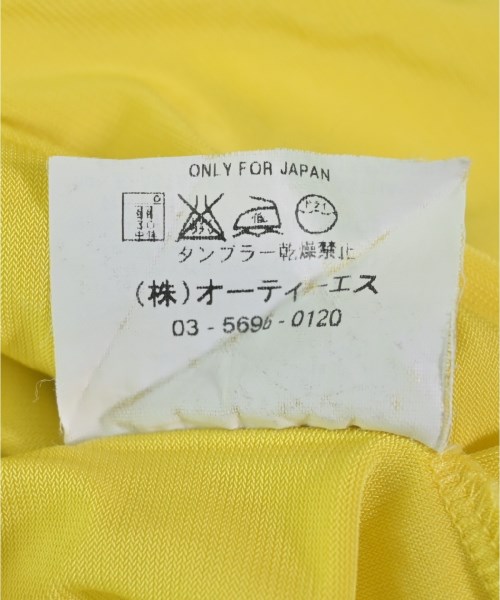 ONLY FOR JAPAN
低
タンブラー乾燥禁止
(株)オーティーエス
03-5696-0120